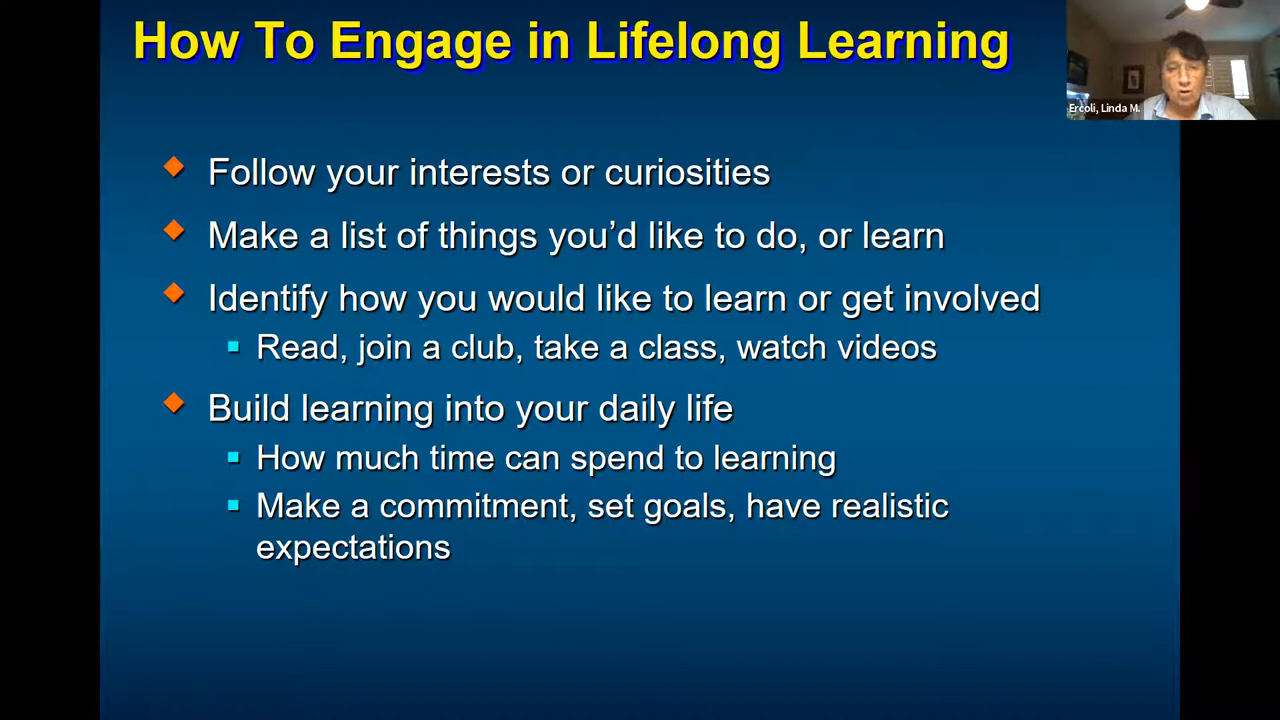 How To Engage in Lifelong Learning
Ercoli, Linda M.
Follow your interests or curiosities
Make a list of things you’d like to do, or learn
Identify how you would like to learn or get involved
Read, join a club, take a class, watch videos
Build learning into your daily life
How much time can spend to learning
Make a commitment, set goals, have realistic
expectations